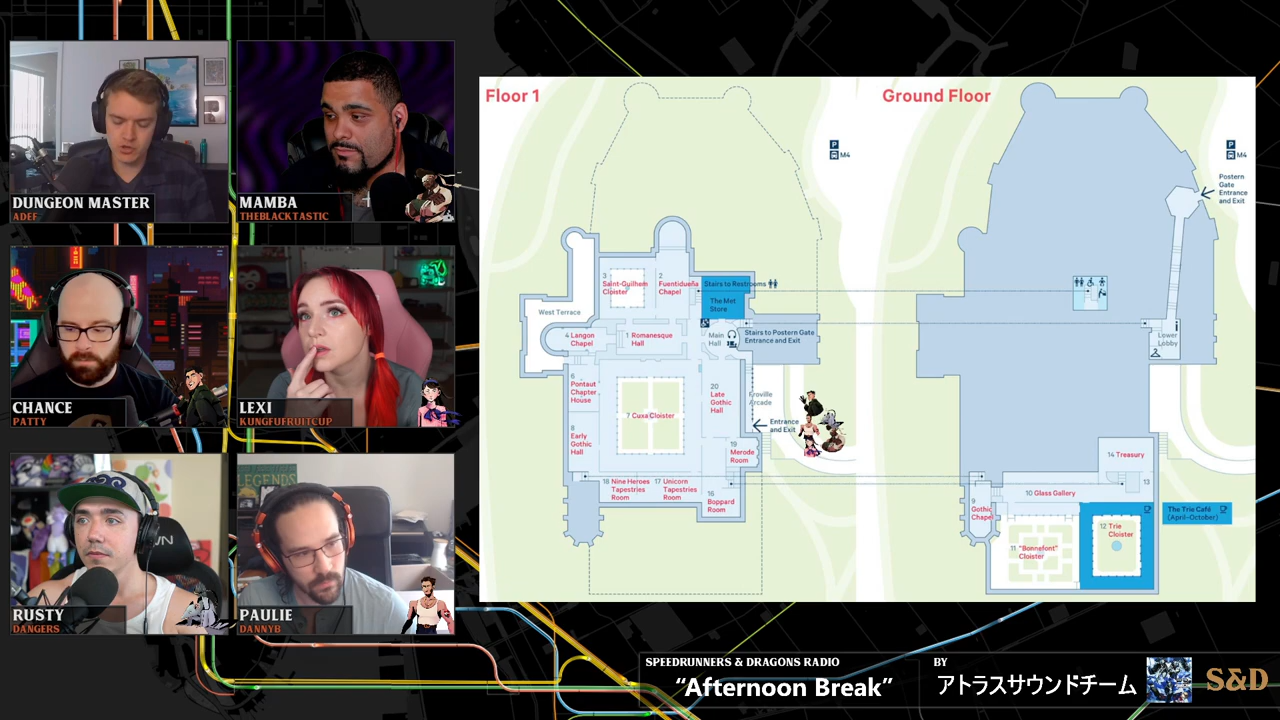 DUNGEON MASTER
ADEF
MAMBA
THEBLACKTASTIC
CHANCE
PATTY
LEXI
KUNGFUFRUITCUP
RUSTY
DANGERS
LEGENDS
PAULIE
DANNYB
Floor 1
P
M4
3
Saint-Guilhem
Cloister
2
Fuentidueña
Chapel
Stairs to Restrooms
The Met
Store
West Terrace
4 Langon
Chapel
1 Romanesque
Hall
Main
Hall
Stairs to Postern Gate
Entrance and Exit
6
Pontaut
Chapter
House
20
Late
Gothic
Hall
Froville
Arcade
7 Cuxa Cloister
Entrance
and Exit
8
Early
Gothic
Hall
19
Merode
Room
18 Nine Heroes
Tapestries
Room
17 Unicorn
Tapestries
Room
16
Boppard
Room
Ground Floor
P
M4
Postern
Gate
Entrance
and Exit
Lower
Lobby
14 Treasury
13
10 Glass Gallery
9
Gothic
Chapel
The Trie Café
(April–October)
12 Trie
Cloister
11 "Bonnefont"
Cloister
SPEEDRUNNERS & DRAGONS RADIO
"Afternoon Break"
BY
アトラスサウンドチーム
S&D